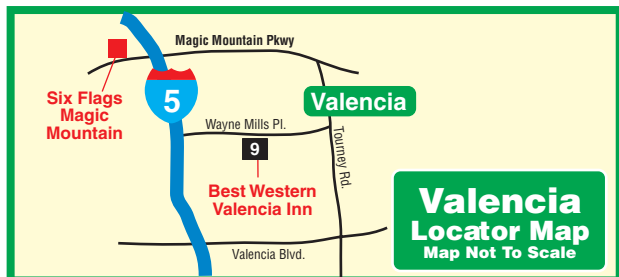 Magic Mountain Pkwy
Six Flags
Magic
Mountain
5
Valencia
Wayne Mills Pl.
9
Tourney Rd.
Best Western
Valencia Inn
Valencia Blvd.
Valencia
Locator Map
Map Not To Scale